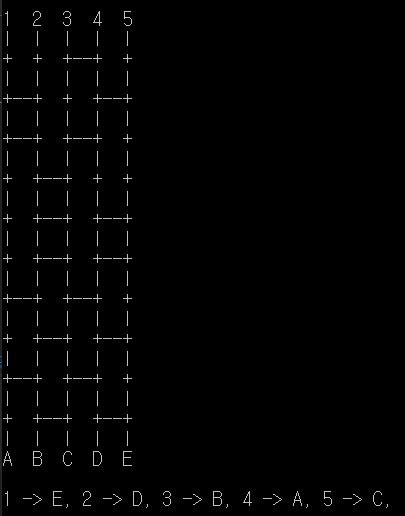 1  2  3  4  5
|  |  |  |  |
+  +  +--+  +
|  |  |  |  |
+--+  +  +--+
|  |  |  |  |
+--+  +--+  +
|  |  |  |  |
+  +--+  +  +
|  |  |  |  |
+  +--+  +--+
|  |  |  |  |
+  +--+  +--+
|  |  |  |  |
+--+  +--+  +
|  |  |  |  |
+  +--+  +--+
|  |  |  |  |
+--+  +--+  +
|  |  |  |  |
+  +--+  +--+
|  |  |  |  |
A  B  C  D  E
1 -> E, 2 -> D, 3 -> B, 4 -> A, 5 -> C,